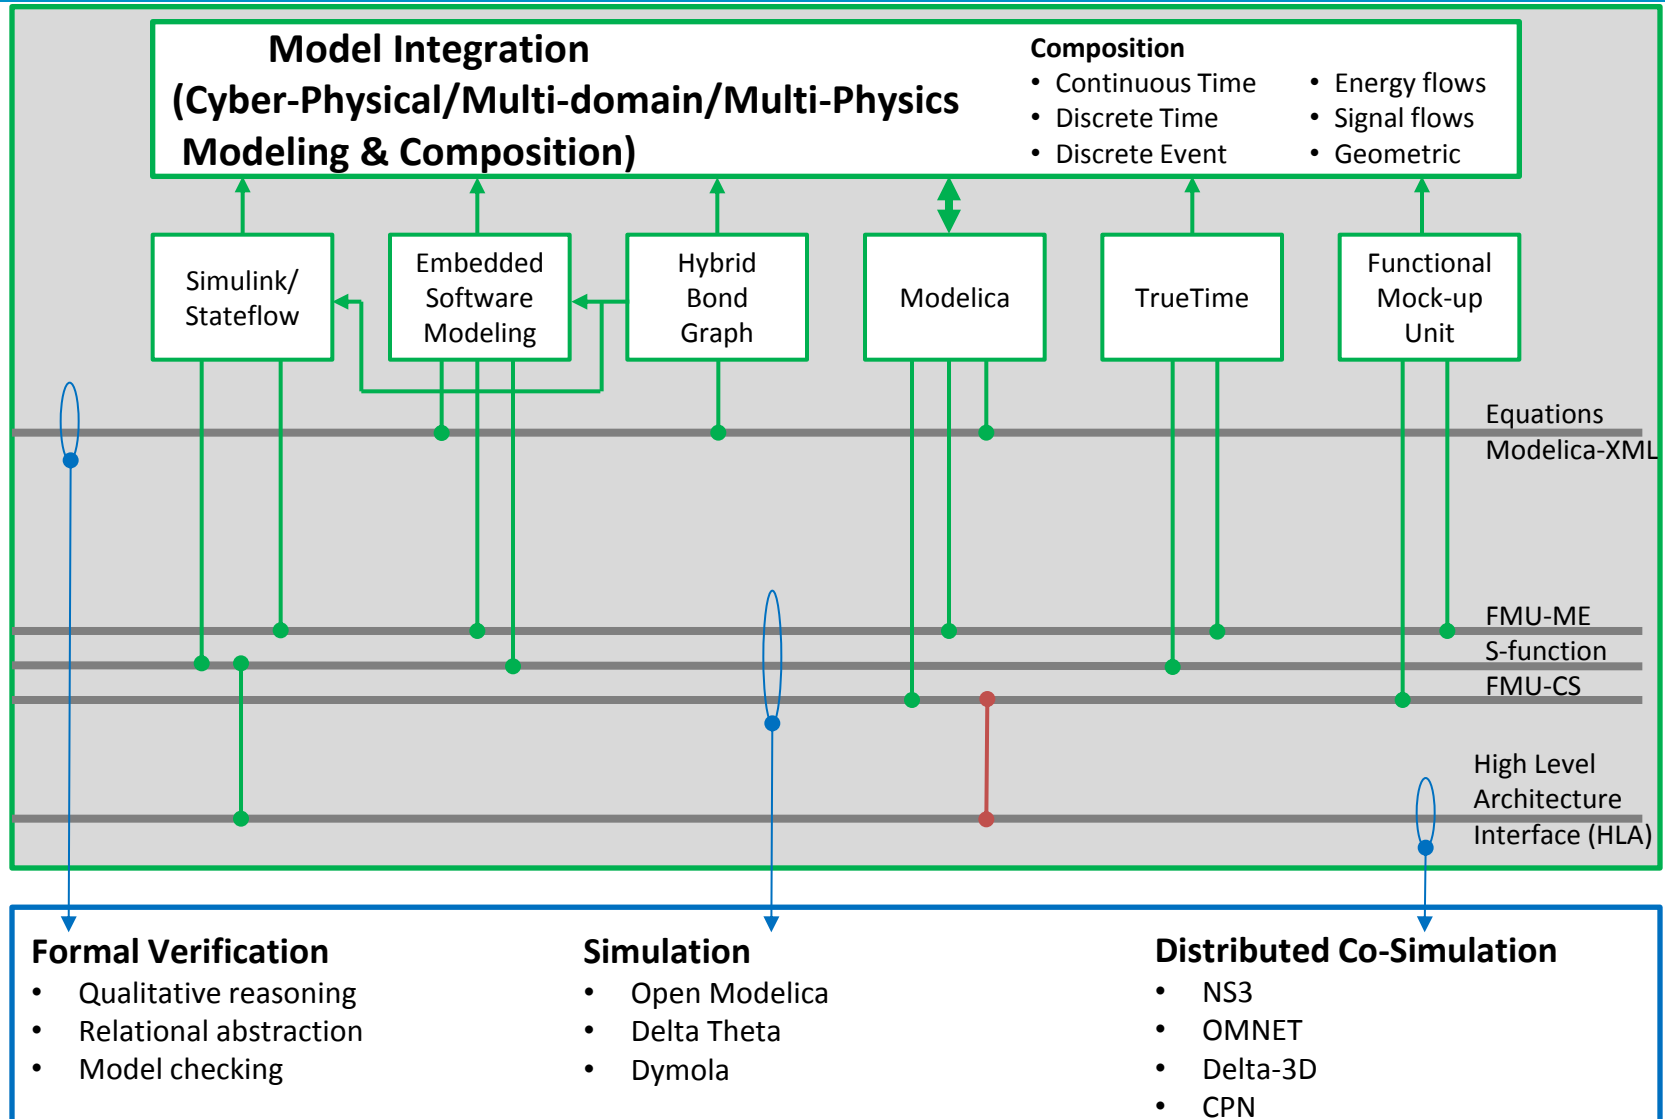 Model Integration
(Cyber-Physical/Multi-domain/Multi-Physics
Modeling & Composition)
Composition
• Continuous Time
• Discrete Time
• Discrete Event
• Energy flows
• Signal flows
• Geometric
Simulink/
Stateflow
Embedded
Software
Modeling
Hybrid
Bond
Graph
Modelica
TrueTime
Functional
Mock-up
Unit
Equations
Modelica-XML
FMU-ME
S-function
FMU-CS
High Level
Architecture
Interface (HLA)
Formal Verification
• Qualitative reasoning
• Relational abstraction
• Model checking
Simulation
• Open Modelica
• Delta Theta
• Dymola
Distributed Co-Simulation
• NS3
• OMNET
• Delta-3D
• CPN